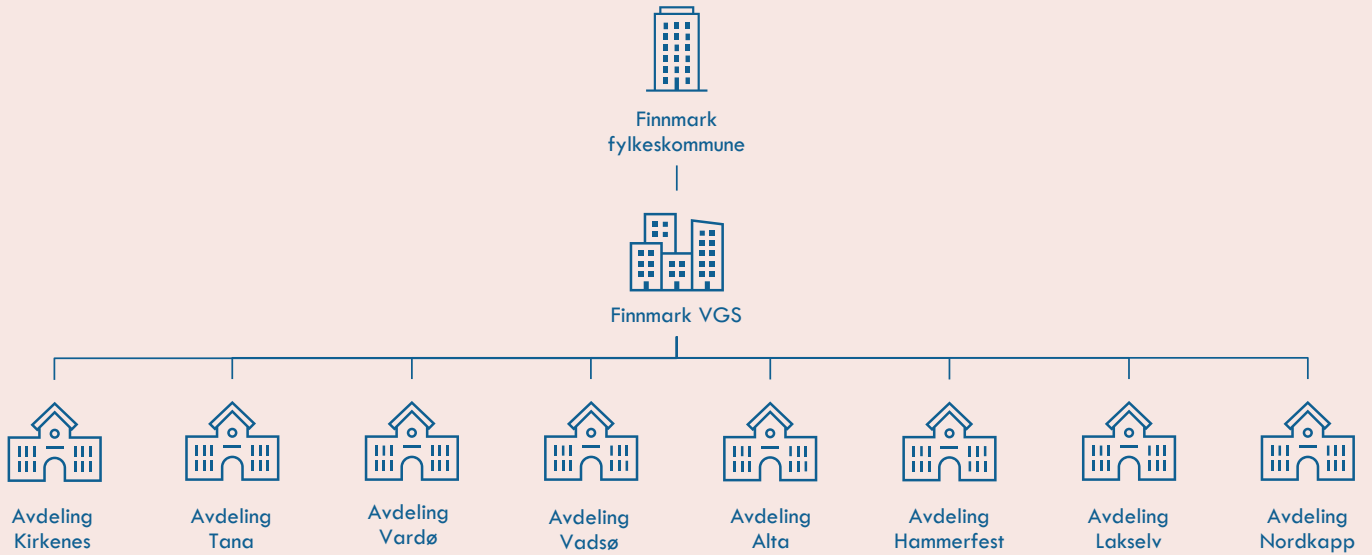 Finnmark
fylkeskommune
Finnmark VGS
Avdeling
Kirkenes
Avdeling
Tana
Avdeling
Vardø
Avdeling
Vadsø
Avdeling
Alta
Avdeling
Hammerfest
Avdeling
Lakselv
Avdeling
Nordkapp